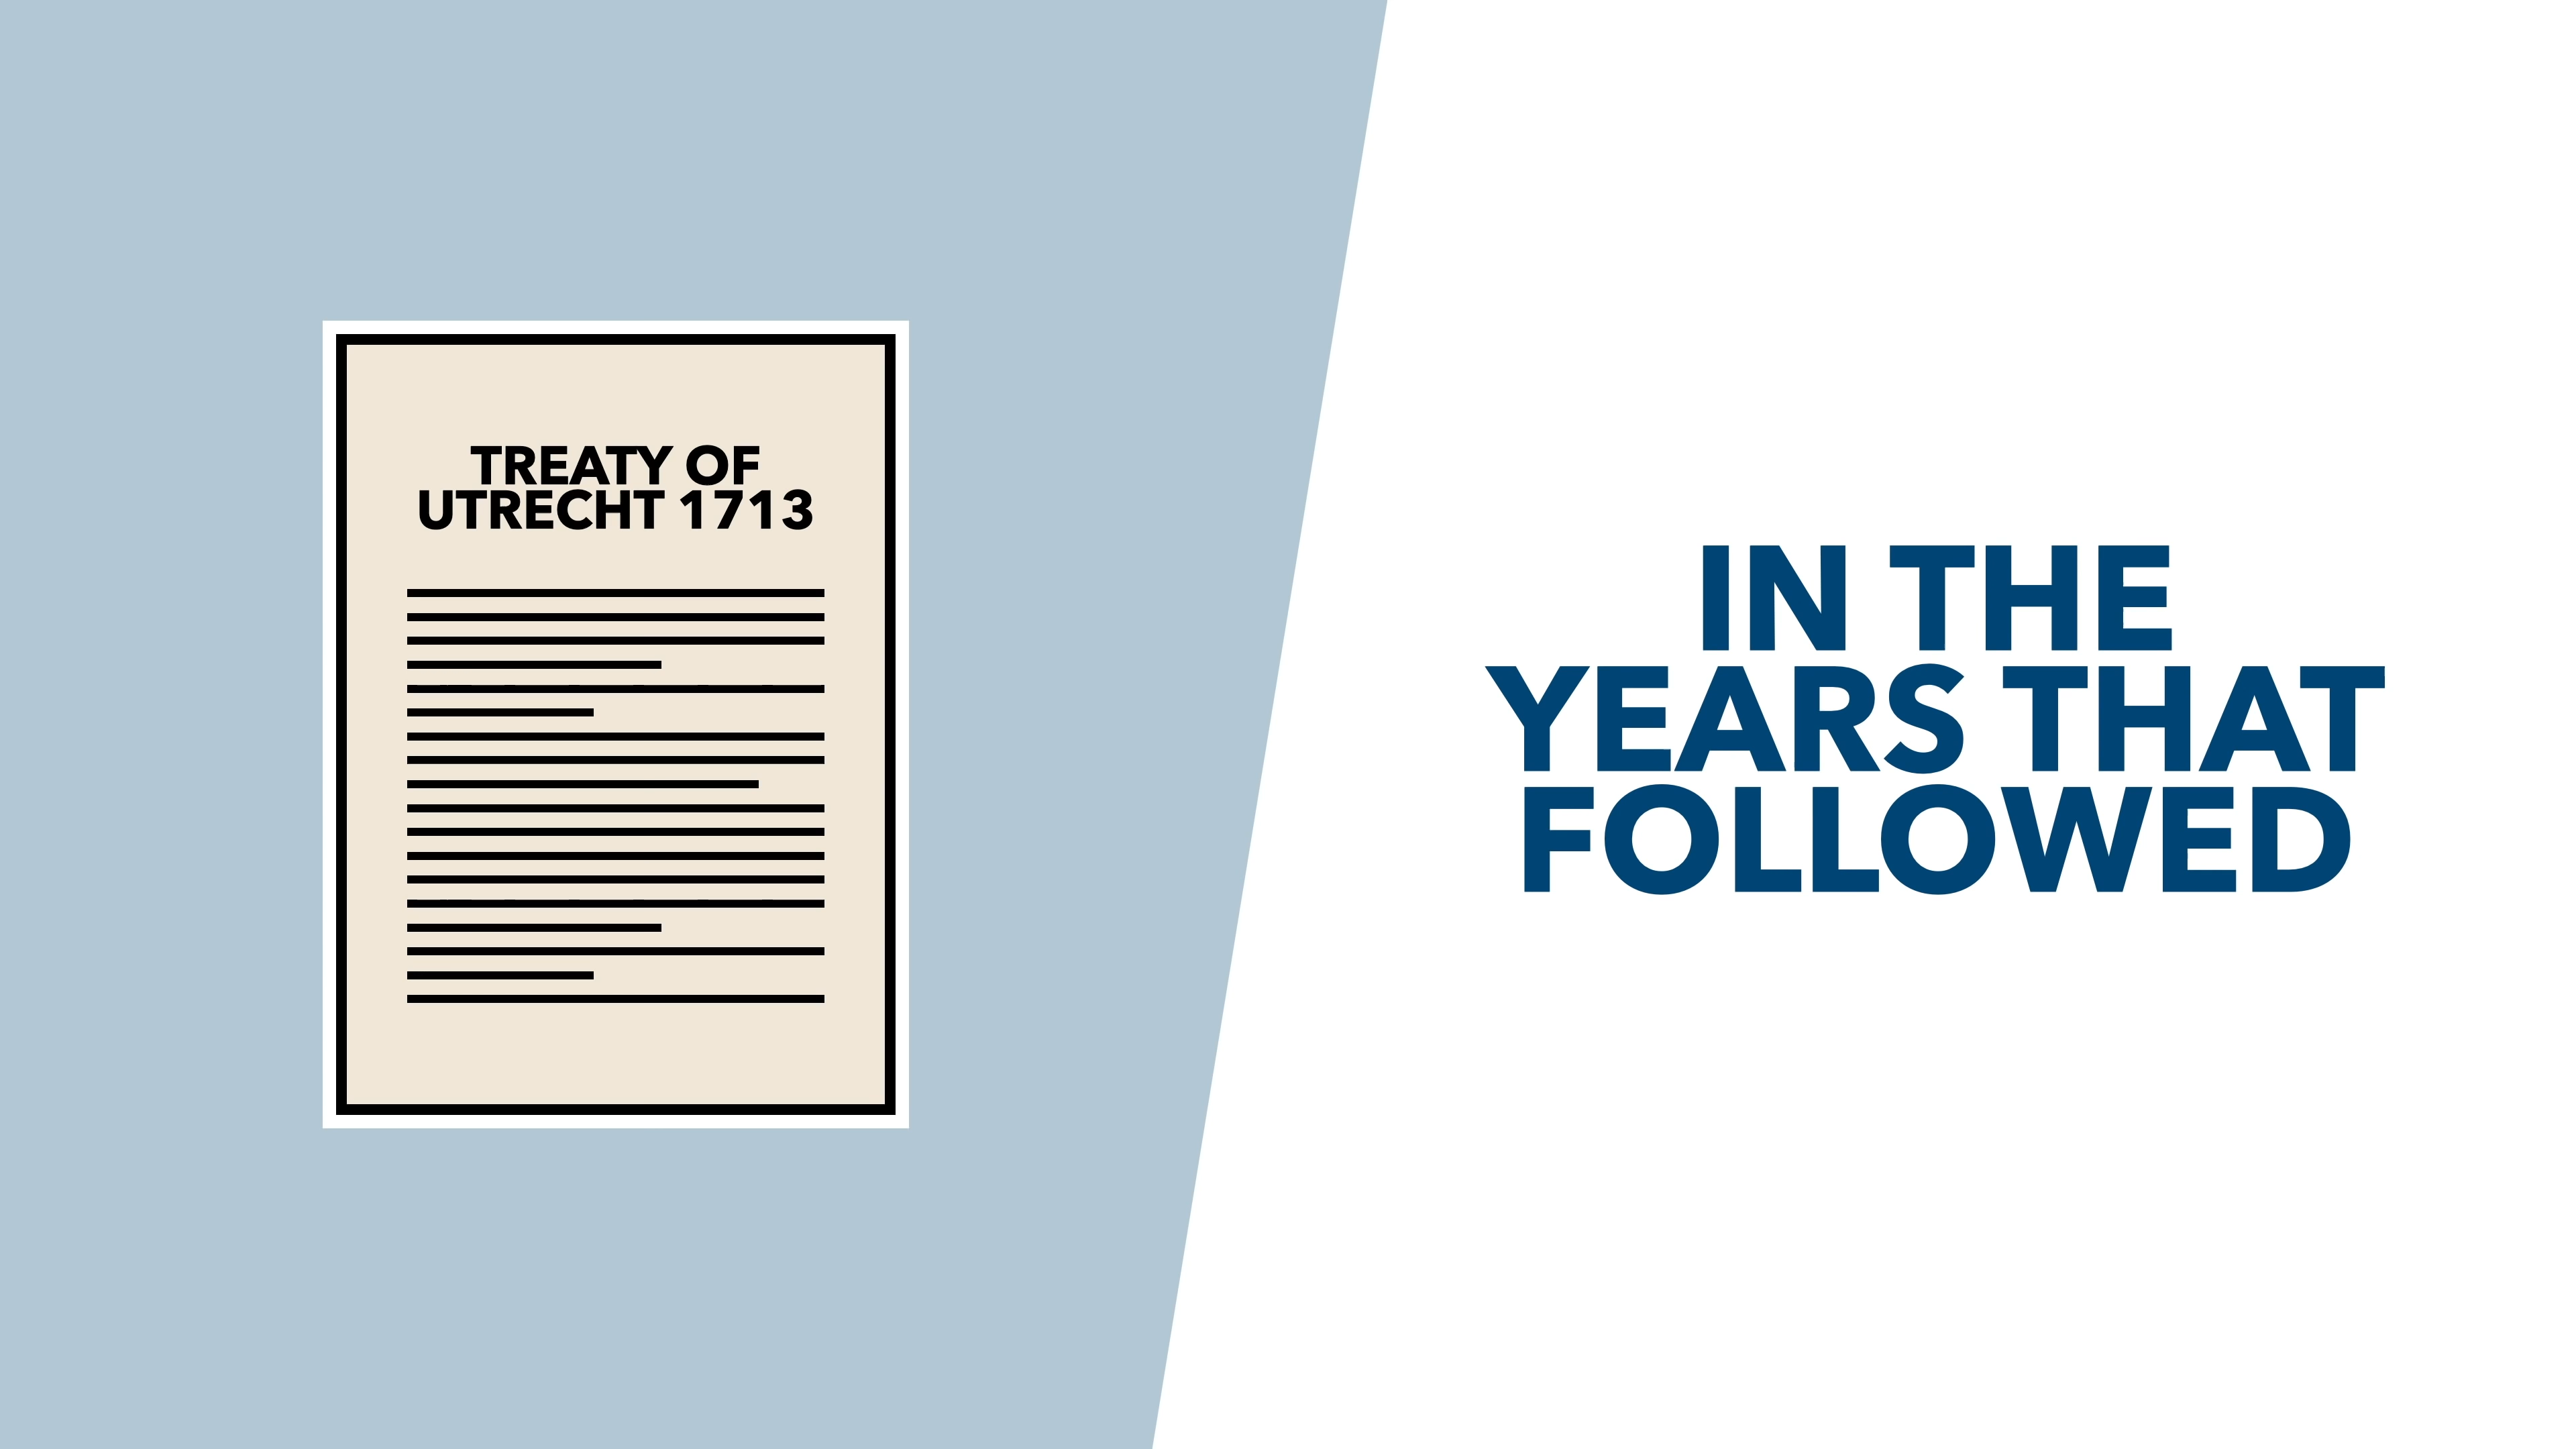 TREATY OF
UTRECHT 1713
IN THE
YEARS THAT
FOLLOWED